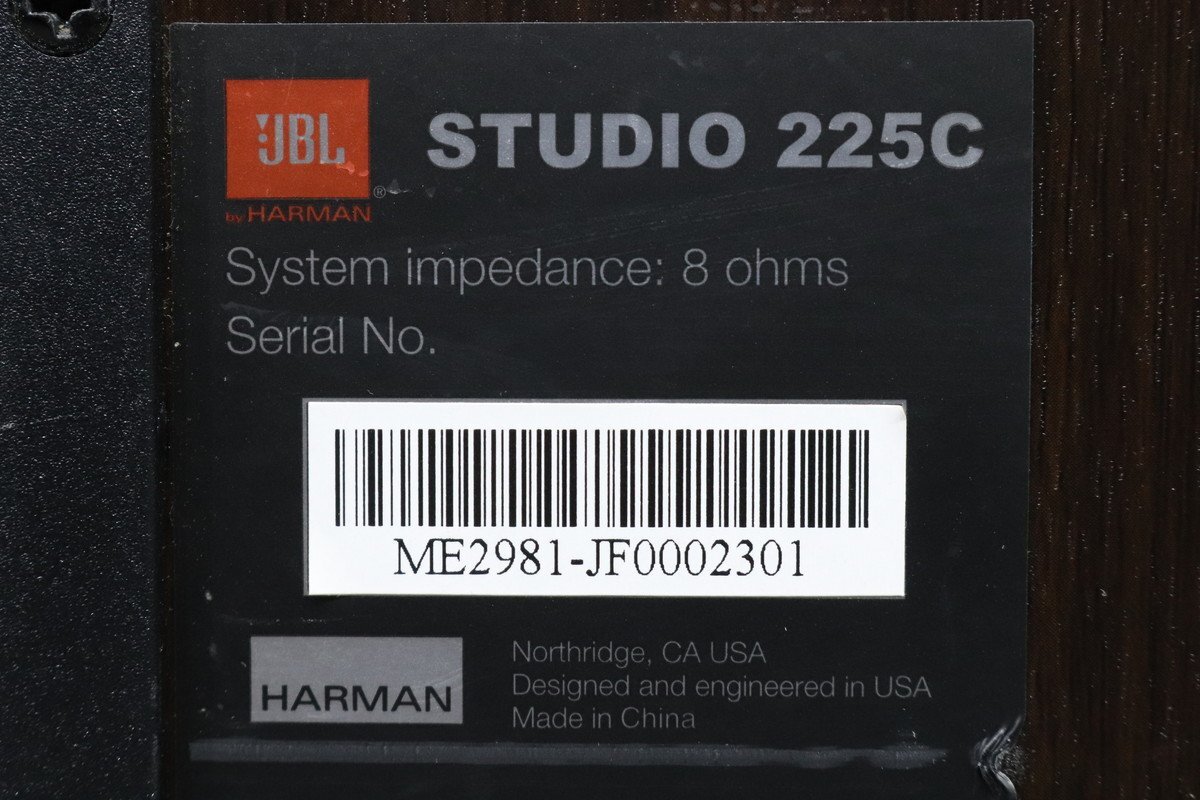 JBL STUDIO 225C
®
by HARMAN
System impedance: 8 ohms
Serial No.
ME2981-JF0002301
HARMAN
Northridge, CA USA
Designed and engineered in USA
Made in China